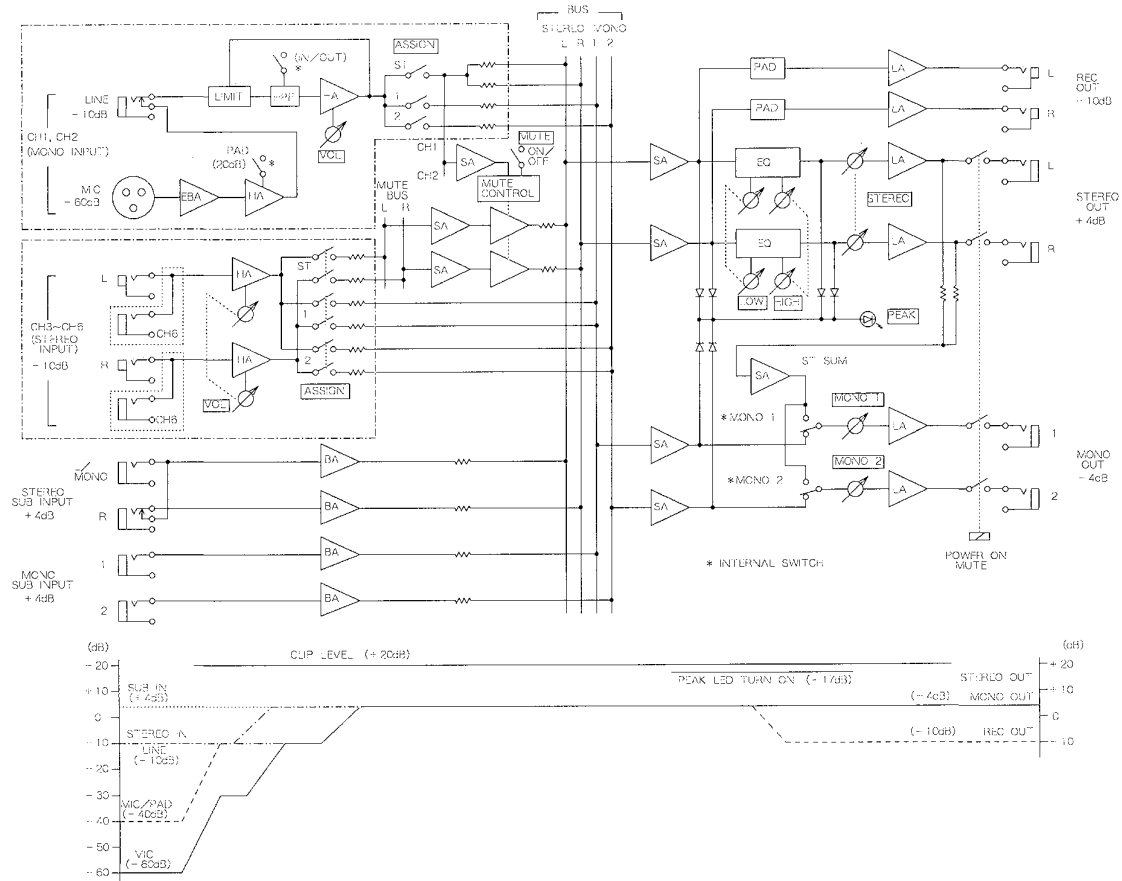 BUS
STEREO MONO
L R 1 2
(IN/OUT)
*
ASSIGN
ST
1
2
LINE
-10dB
LIMIT
HA
VOL
CH1, CH2
(MONO INPUT)
PAD
(20dB)
*
MIC
-60dB
EBA
HA
CH1
CH2
SA
MUTE
ON/
OFF
MUTE
CONTROL
MUTE
BUS
L R
SA
SA
L
CH6
CH3~CH6
(STEREO
INPUT)
-10dB
R
CH6
HA
HA
VOL
ST
1
2
ASSIGN
MONO
STEREO
SUB INPUT
+4dB
R
BA
BA
1
MONO
SUB INPUT
+4dB
2
BA
BA
PAD
LA
L
REC
OUT
-10dB
PAD
LA
R
SA
EQ
LA
L
STEREO
STEREO
OUT
+4dB
SA
EQ
LA
R
LOW
HIGH
PEAK
ST SUM
SA
MONO 1
* MONO 1
SA
LA
1
MONO 2
* MONO 2
MONO
OUT
SA
LA
2
* INTERNAL SWITCH
POWER ON
MUTE
(dB)
CLIP LEVEL (+20dB)
(dB)
+20
+10
0
-10
-20
-30
-40
-60
SUB IN
(+4dB)
STEREO IN
LINE
(-10dB)
MIC/PAD
(-40dB)
(-60dB)
PEAK LED TURN ON
STEREO OUT
MONO OUT
(-10dB)
REC OUT
+20
+10
0
-10